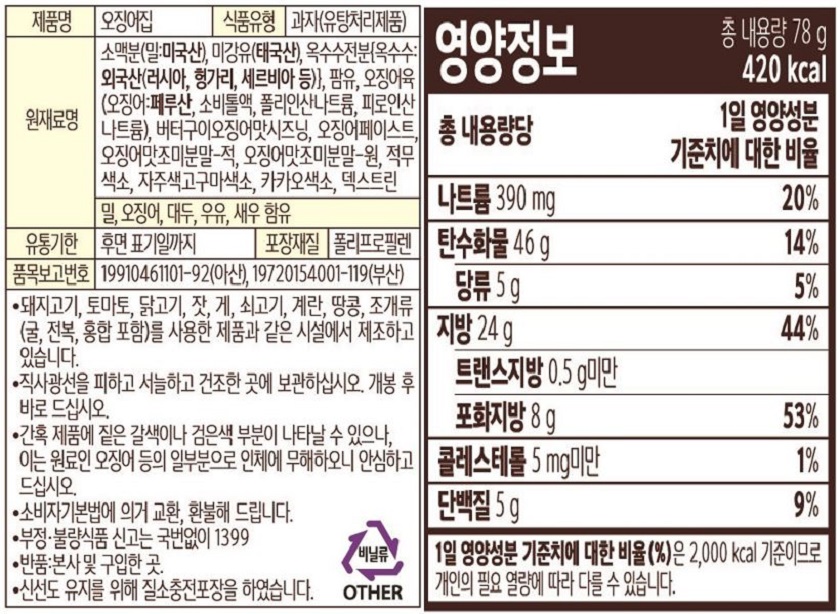 제품명 오징어집 식품유형 과자(유탕처리제품)
원재료명
소맥분(밀:미국산), 미강유(태국산), 옥수수전분{옥수수:
외국산(러시아, 헝가리, 세르비아 등)}, 팜유, 오징어육
(오징어:페루산, 소비톨액, 폴리인산나트륨, 피로인산
나트륨), 버터구이오징어맛시즈닝, 오징어페이스트,
오징어맛조미분말-적, 오징어맛조미분말-원, 적무
색소, 자주색고구마색소, 카카오색소, 덱스트린
밀, 오징어, 대두, 우유, 새우 함유
유통기한 후면 표기일까지 포장재질 폴리프로필렌
품목보고번호 19910461101-92(아산), 19720154001-119(부산)
•돼지고기, 토마토, 닭고기, 잣, 게, 쇠고기, 계란, 땅콩, 조개류
(굴, 전복, 홍합 포함)를 사용한 제품과 같은 시설에서 제조하고
있습니다.
•직사광선을 피하고 서늘하고 건조한 곳에 보관하십시오. 개봉 후
바로 드십시오.
•간혹 제품에 짙은 갈색이나 검은색 부분이 나타날 수 있으나,
이는 원료인 오징어 등의 일부분으로 인체에 무해하오니 안심하고
드십시오.
•소비자기본법에 의거 교환, 환불해 드립니다.
•부정·불량식품 신고는 국번없이 1399
•반품:본사 및 구입한 곳.
•신선도 유지를 위해 질소충전포장을 하였습니다.
비닐류
OTHER
영양정보
총 내용량 78 g
420 kcal
총 내용량당
1일 영양성분
기준치에 대한 비율
나트륨 390 mg 20%
탄수화물 46 g 14%
당류 5 g 5%
지방 24 g 44%
트랜스지방 0.5 g미만
포화지방 8 g 53%
콜레스테롤 5 mg미만 1%
단백질 5 g 9%
1일 영양성분 기준치에 대한 비율(%)은 2,000 kcal 기준이므로
개인의 필요 열량에 따라 다를 수 있습니다.